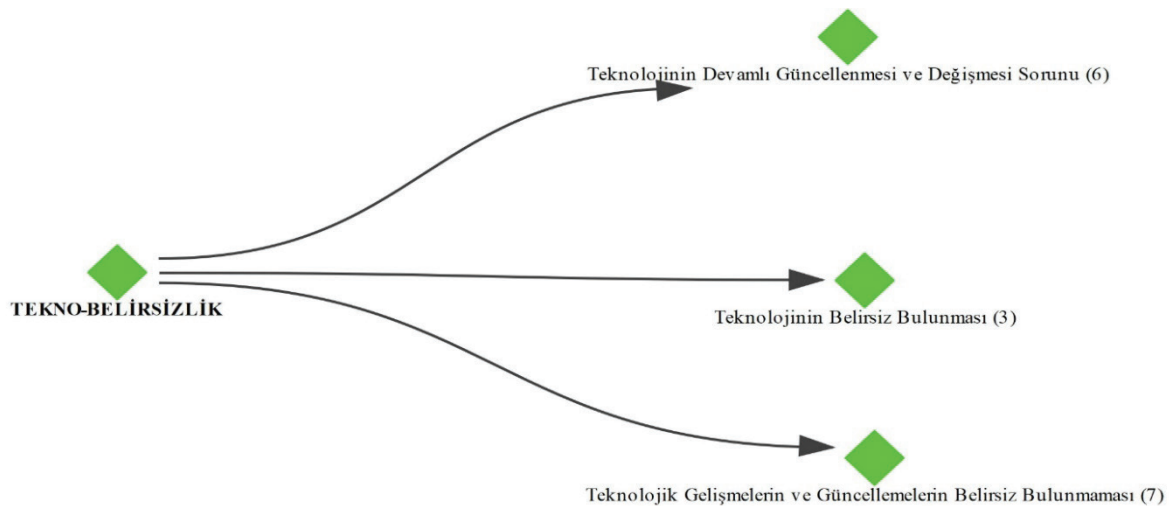 Teknolojinin Devamlı Güncellenmesi ve Değişmesi Sorunu (6)
TEKNO-BELİRSİZLİK
Teknolojinin Belirsiz Bulunması (3)
Teknolojik Gelişmelerin ve Güncellemelerin Belirsiz Bulunmaması (7)